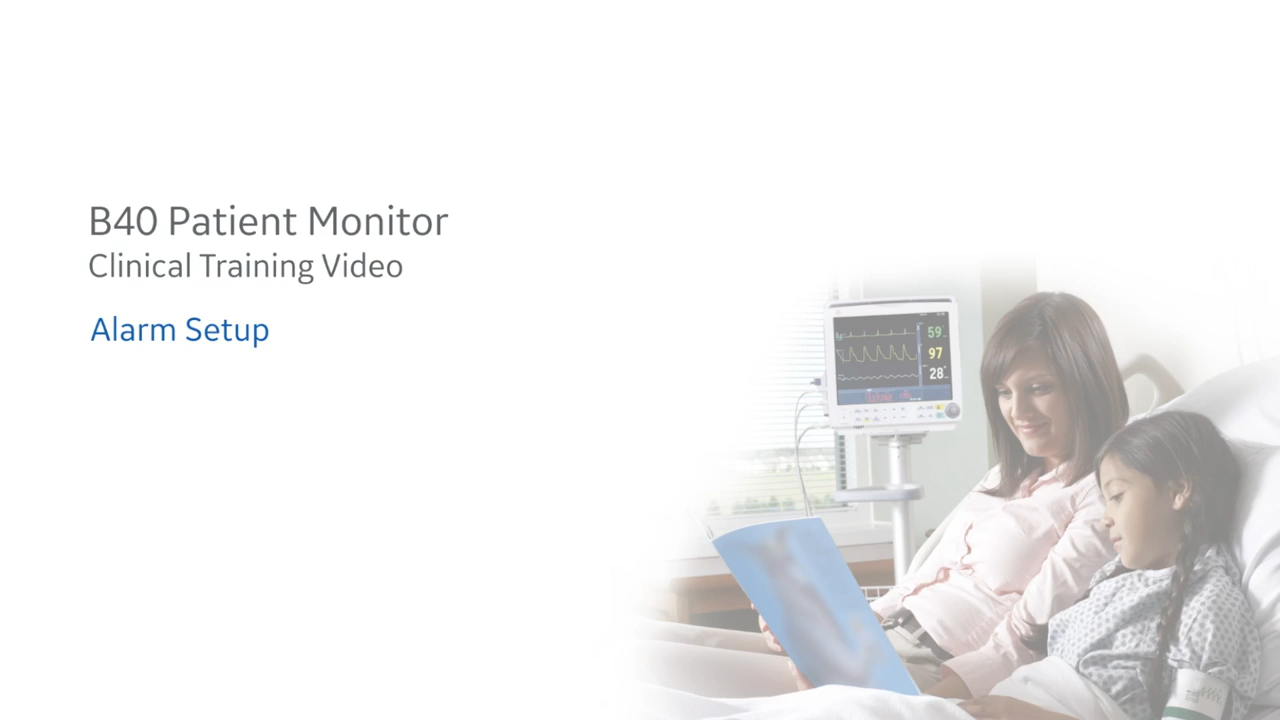 B40 Patient Monitor
Clinical Training Video
Alarm Setup
59
97
28